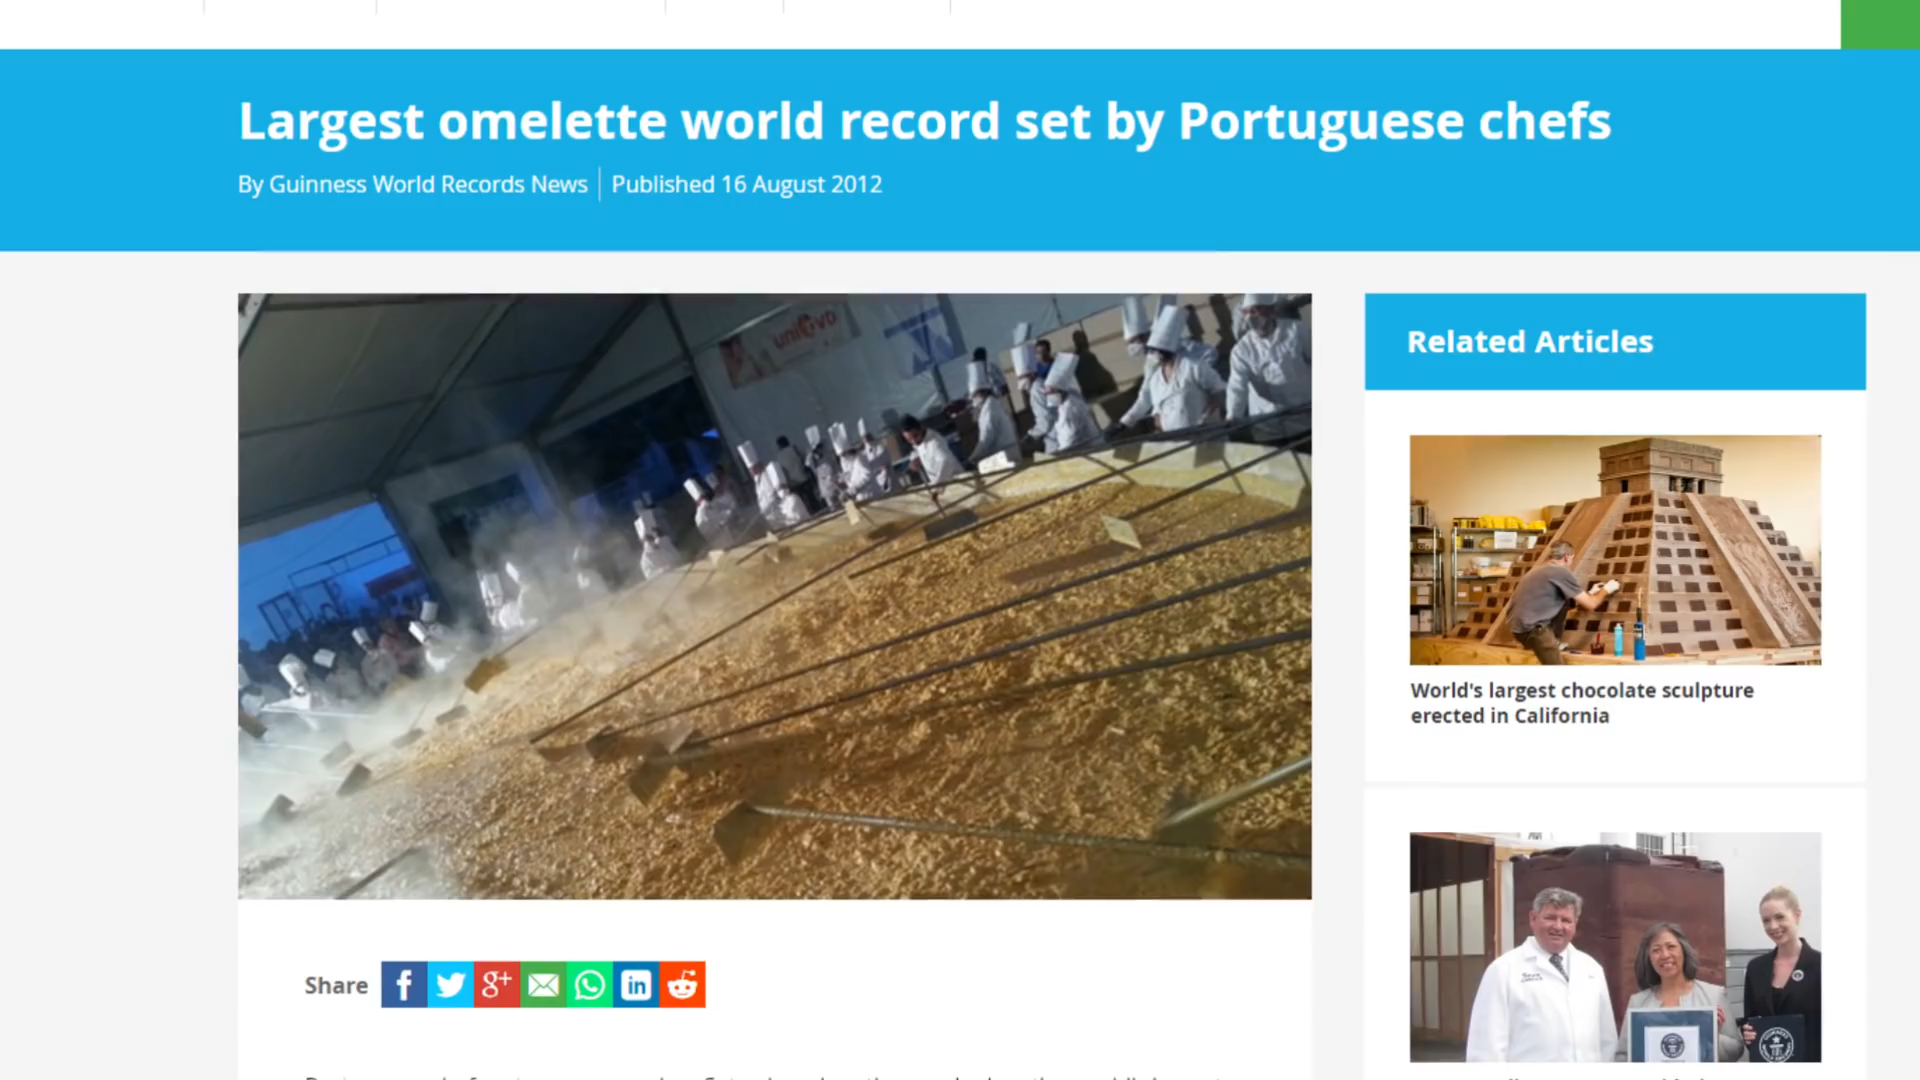 Largest omelette world record set by Portuguese chefs
By Guinness World Records News
Published 16 August 2012
Related Articles
World's largest chocolate sculpture
erected in California
Share